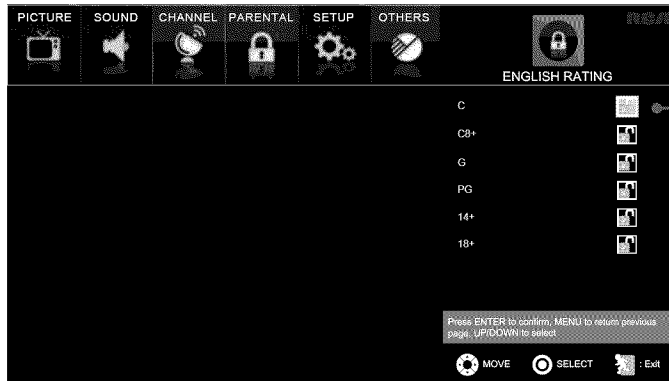 PICTURE SOUND CHANNEL PARENTAL SETUP OTHERS
RCA
ENGLISH RATING
C
C8+
G
PG
14+
18+
Press ENTER to confirm, MENU to return previous
page, UP/DOWN to select
MOVE SELECT : Exit